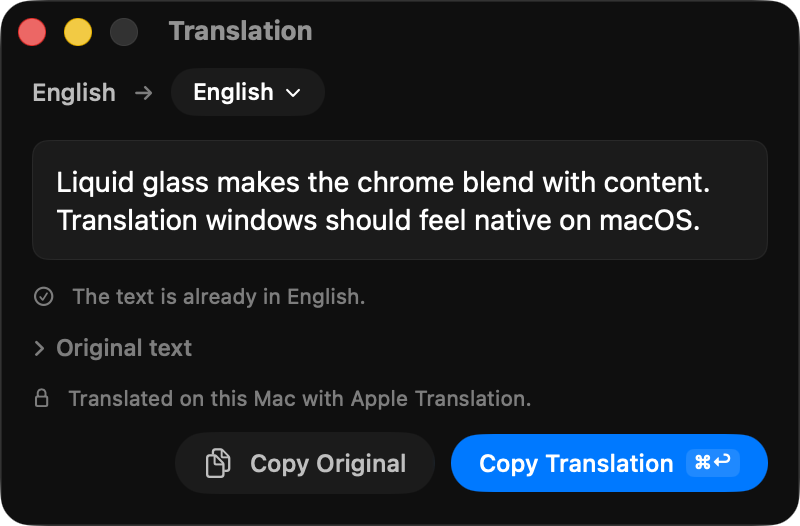 Translation
English → English
Liquid glass makes the chrome blend with content.
Translation windows should feel native on macOS.
The text is already in English.
Original text
Translated on this Mac with Apple Translation.
Copy Original
Copy Translation ⌘↩